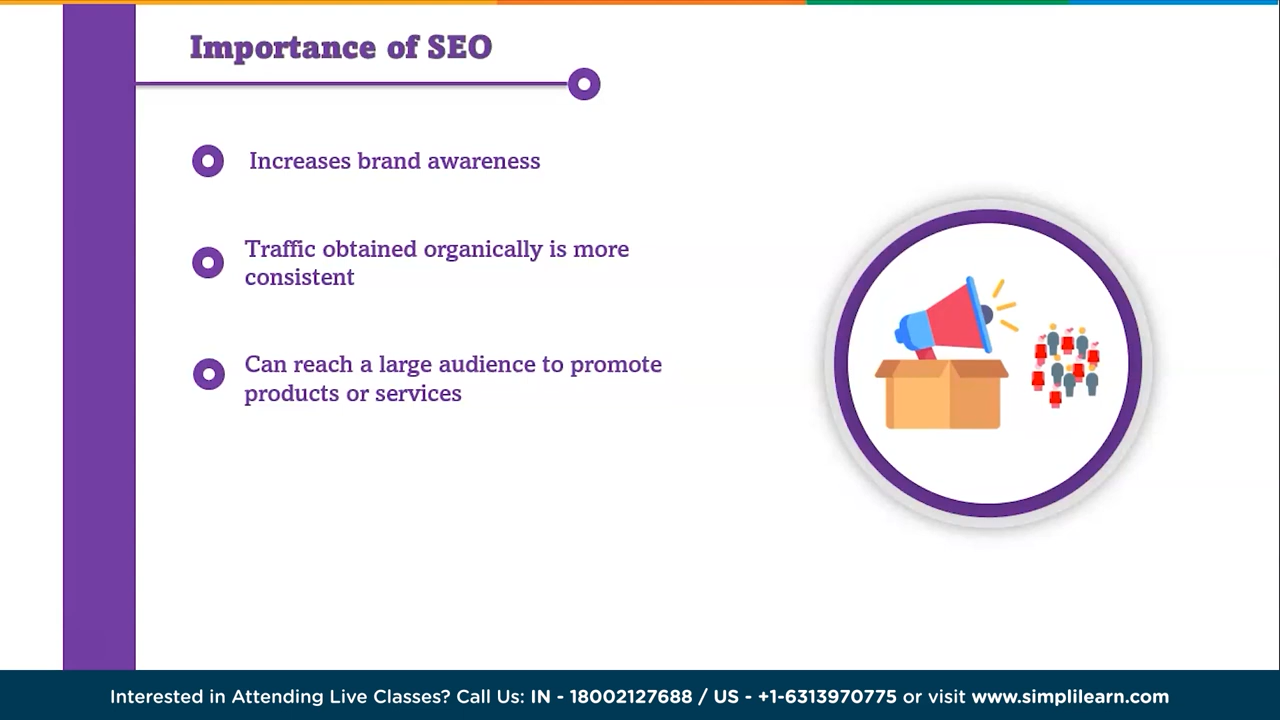 Importance of SEO
Increases brand awareness
Traffic obtained organically is more
consistent
Can reach a large audience to promote
products or services
Interested in Attending Live Classes? Call Us: IN - 18002127688 / US - +1-6313970775 or visit www.simplilearn.com